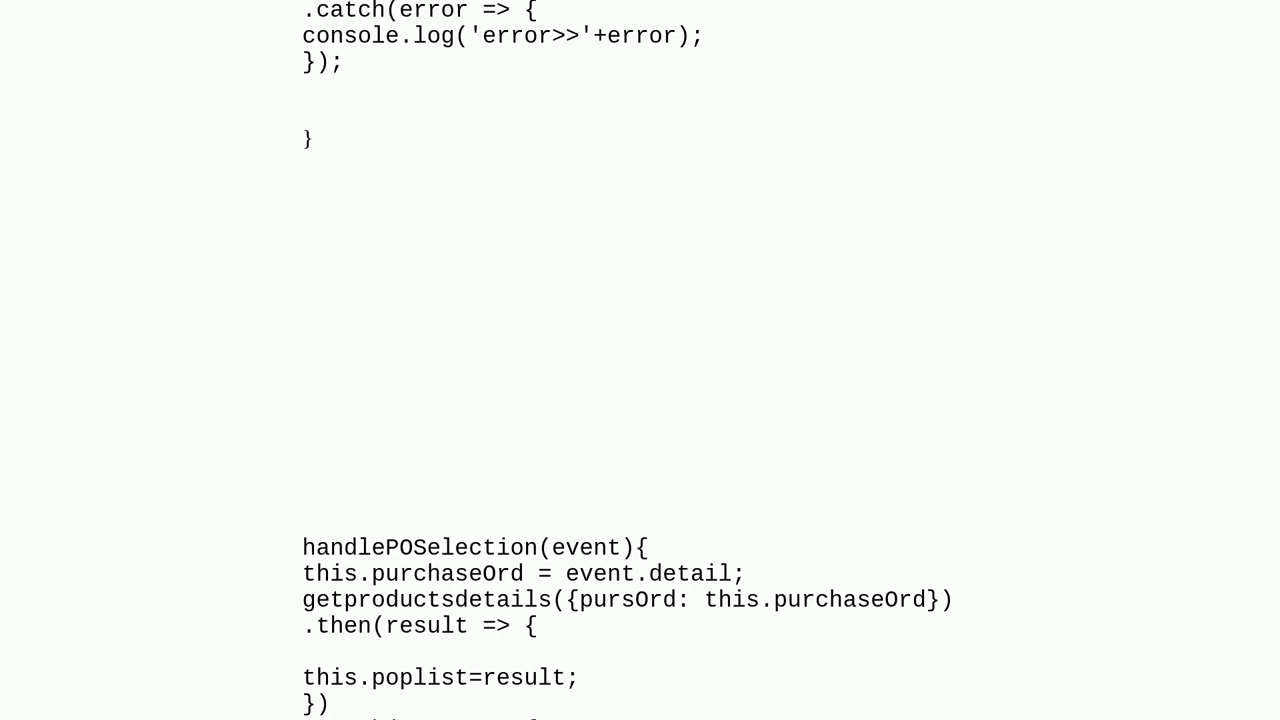 .catch(error => {
console.log('error>>'+error);
});
}
handlePOSelection(event){
this.purchaseOrd = event.detail;
getproductsdetails({pursOrd: this.purchaseOrd})
.then(result => {
this.poplist=result;
})